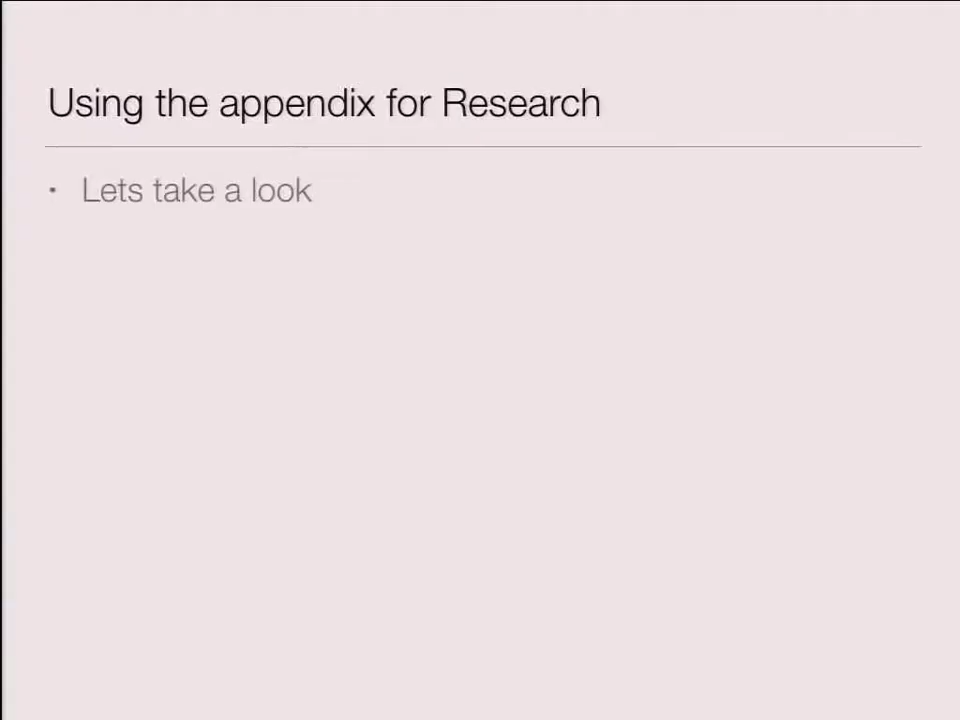 Using the appendix for Research
• Lets take a look